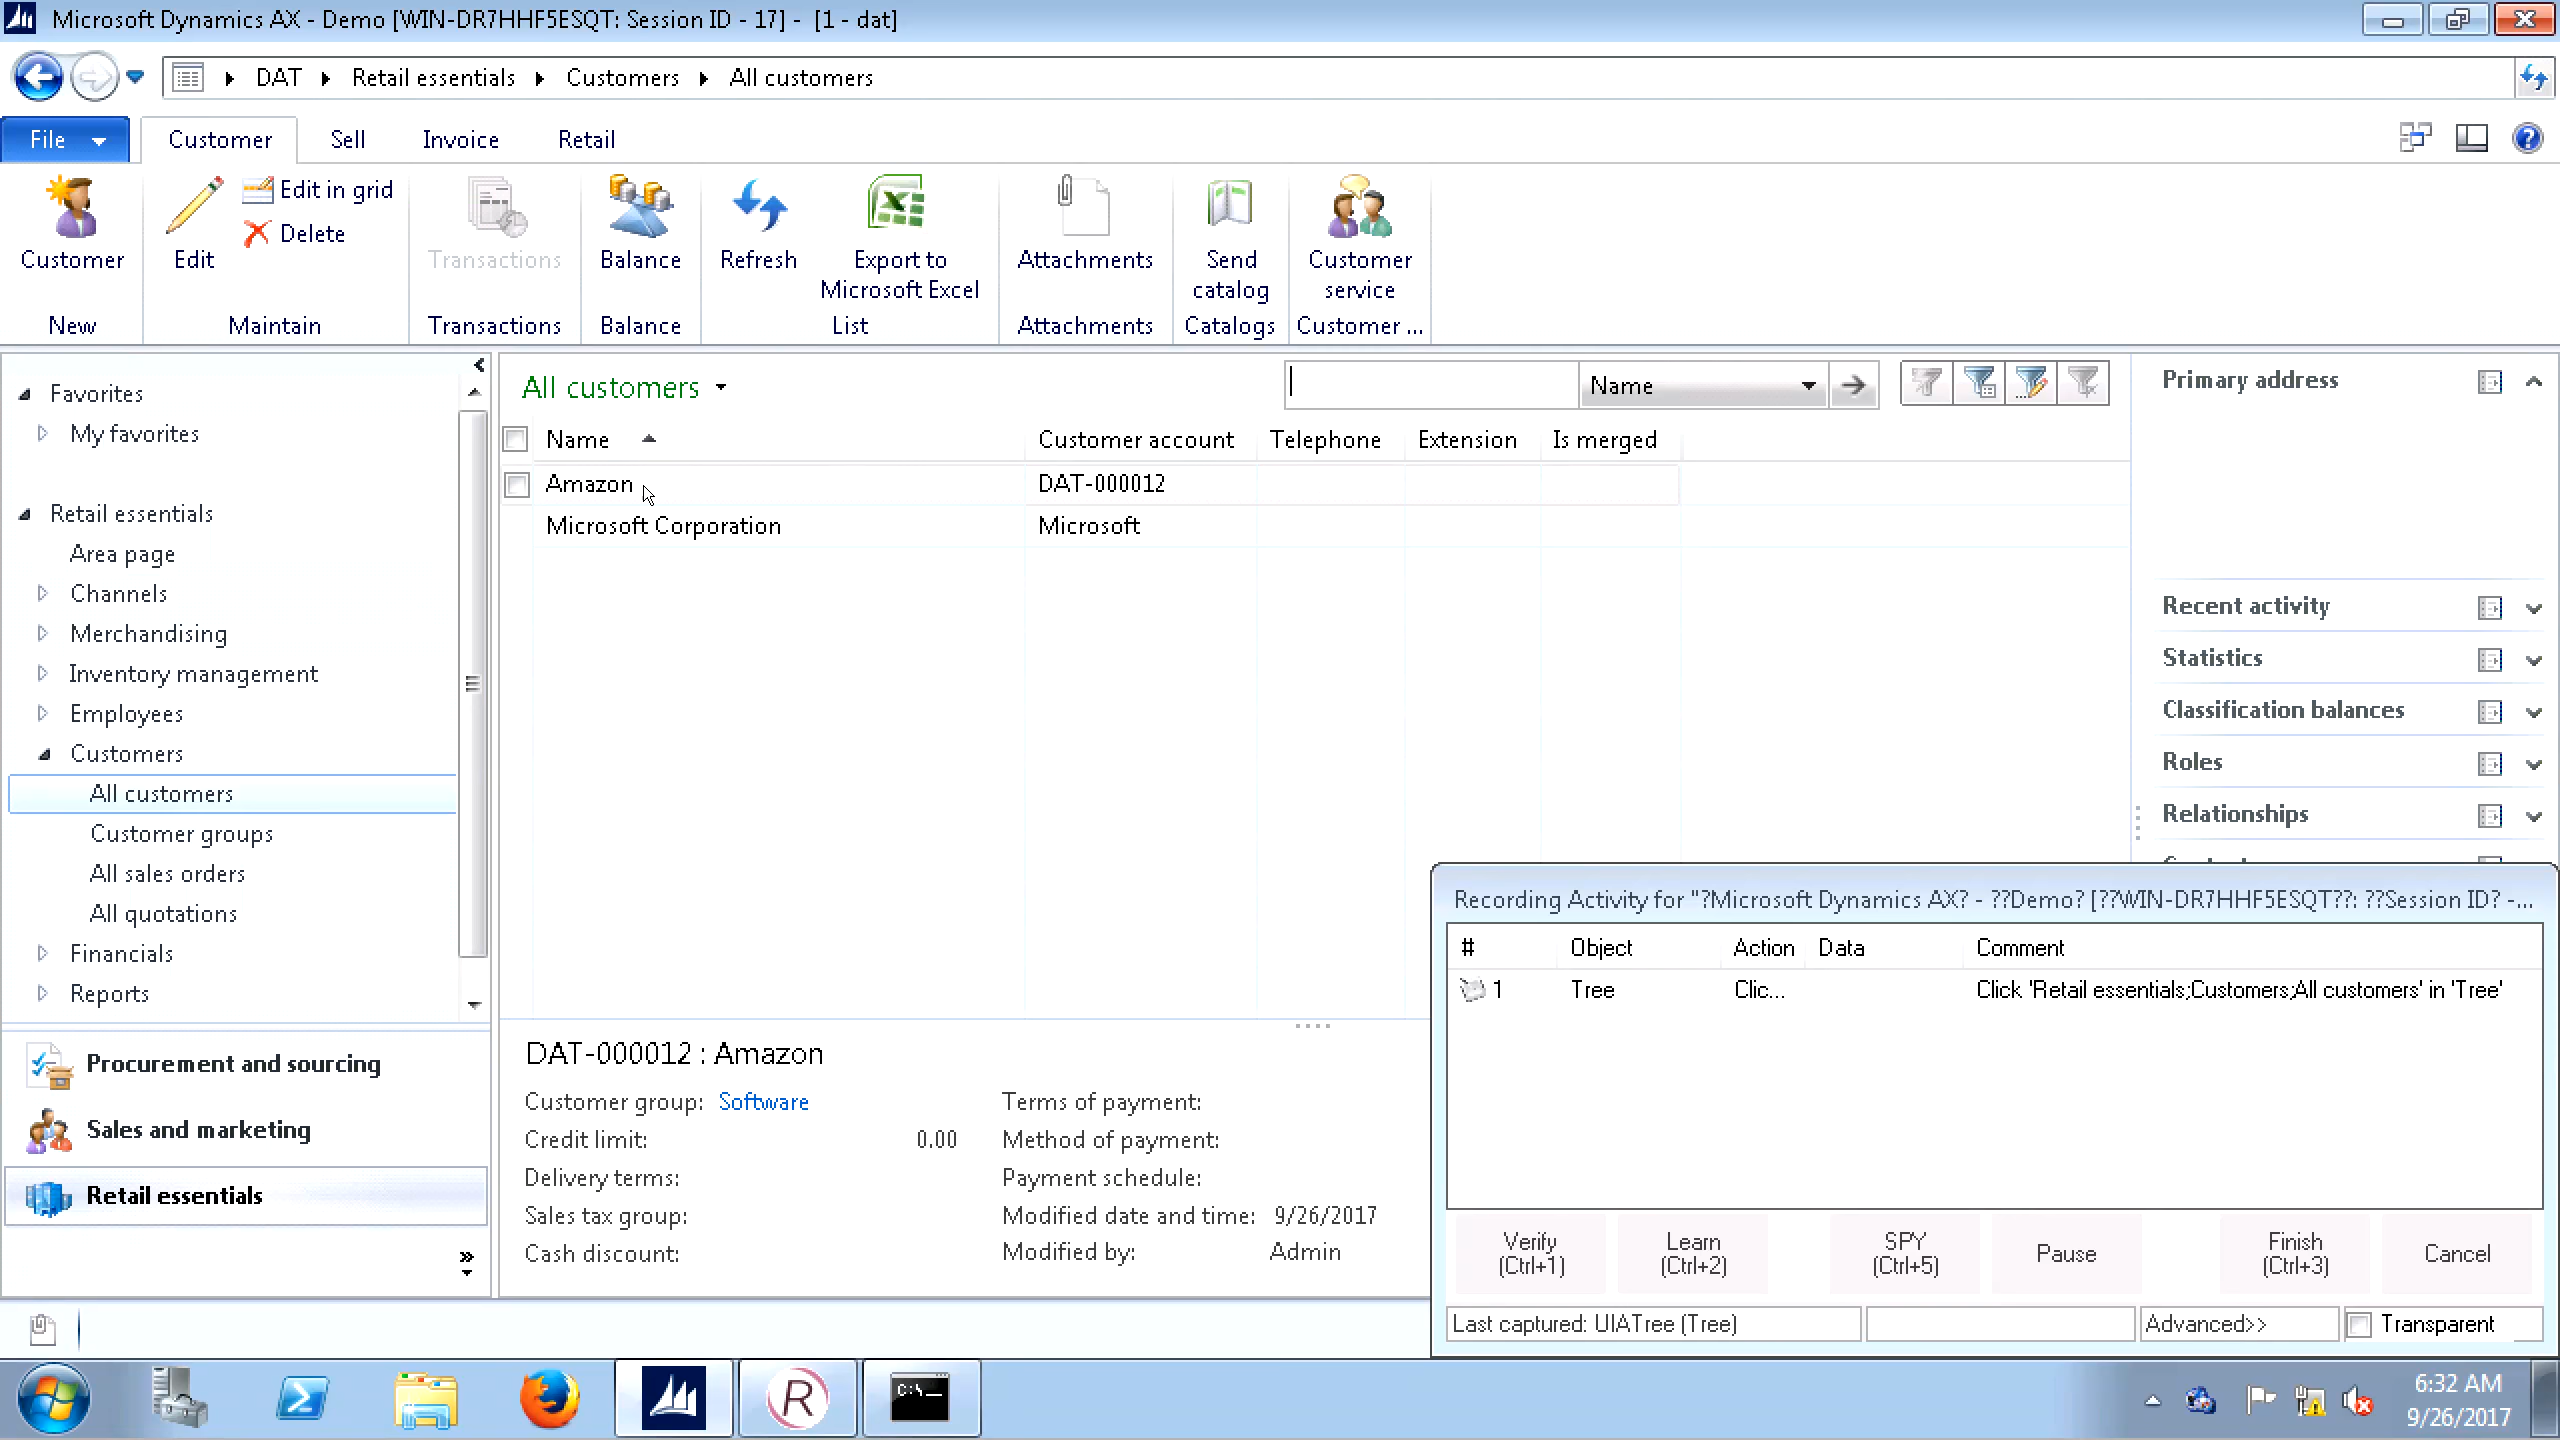 Microsoft Dynamics AX - Demo [WIN-DR7HHF5ESQT: Session ID - 17] - [1 - dat]
DAT Retail essentials Customers All customers
File Customer Sell Invoice Retail
Customer
New
Edit
Edit in grid
Delete
Maintain
Transactions
Transactions
Balance
Balance
Refresh
Export to
Microsoft Excel
List
Attachments
Attachments
Send
catalog
Catalogs
Customer
service
Customer ...
Favorites
My favorites
Retail essentials
Area page
Channels
Merchandising
Inventory management
Employees
Customers
All customers
Customer groups
All sales orders
All quotations
Financials
Reports
Procurement and sourcing
Sales and marketing
Retail essentials
All customers
Name
Name Customer account Telephone Extension Is merged
Amazon DAT-000012
Microsoft Corporation Microsoft
DAT-000012 : Amazon
Customer group: Software
Credit limit: 0.00
Delivery terms:
Sales tax group:
Cash discount:
Terms of payment:
Method of payment:
Payment schedule:
Modified date and time: 9/26/2017
Modified by: Admin
Primary address
Recent activity
Statistics
Classification balances
Roles
Relationships
Recording Activity for "?Microsoft Dynamics AX? - ??Demo? [??WIN-DR7HHF5ESQT??: ??Session ID? -...
# Object Action Data Comment
1 Tree Clic... Click 'Retail essentials;Customers;All customers' in 'Tree'
Verify
(Ctrl+1)
Learn
(Ctrl+2)
SPY
(Ctrl+5)
Pause
Finish
(Ctrl+3)
Cancel
Last captured: UIATree (Tree)
Advanced>>
Transparent
C:\
R
6:32 AM
9/26/2017